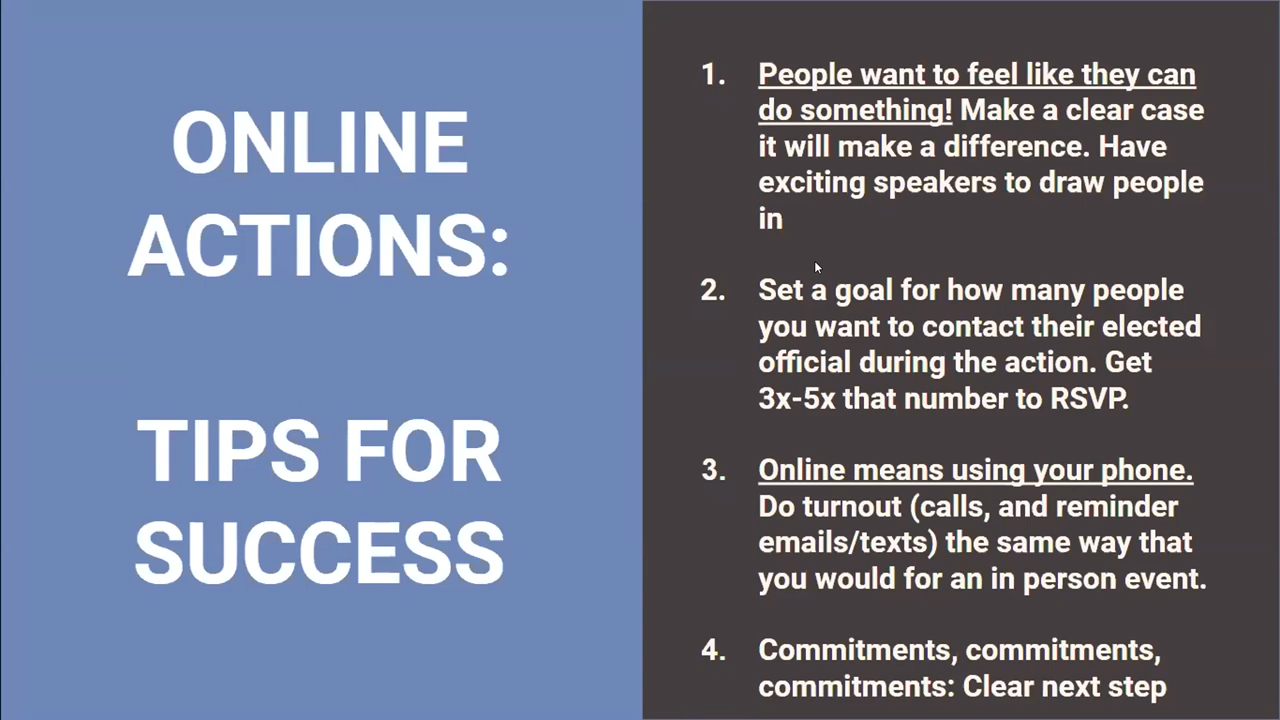 ONLINE
ACTIONS:
TIPS FOR
SUCCESS
1. People want to feel like they can
do something! Make a clear case
it will make a difference. Have
exciting speakers to draw people
in
2. Set a goal for how many people
you want to contact their elected
official during the action. Get
3x-5x that number to RSVP.
3. Online means using your phone.
Do turnout (calls, and reminder
emails/texts) the same way that
you would for an in person event.
4. Commitments, commitments,
commitments: Clear next step